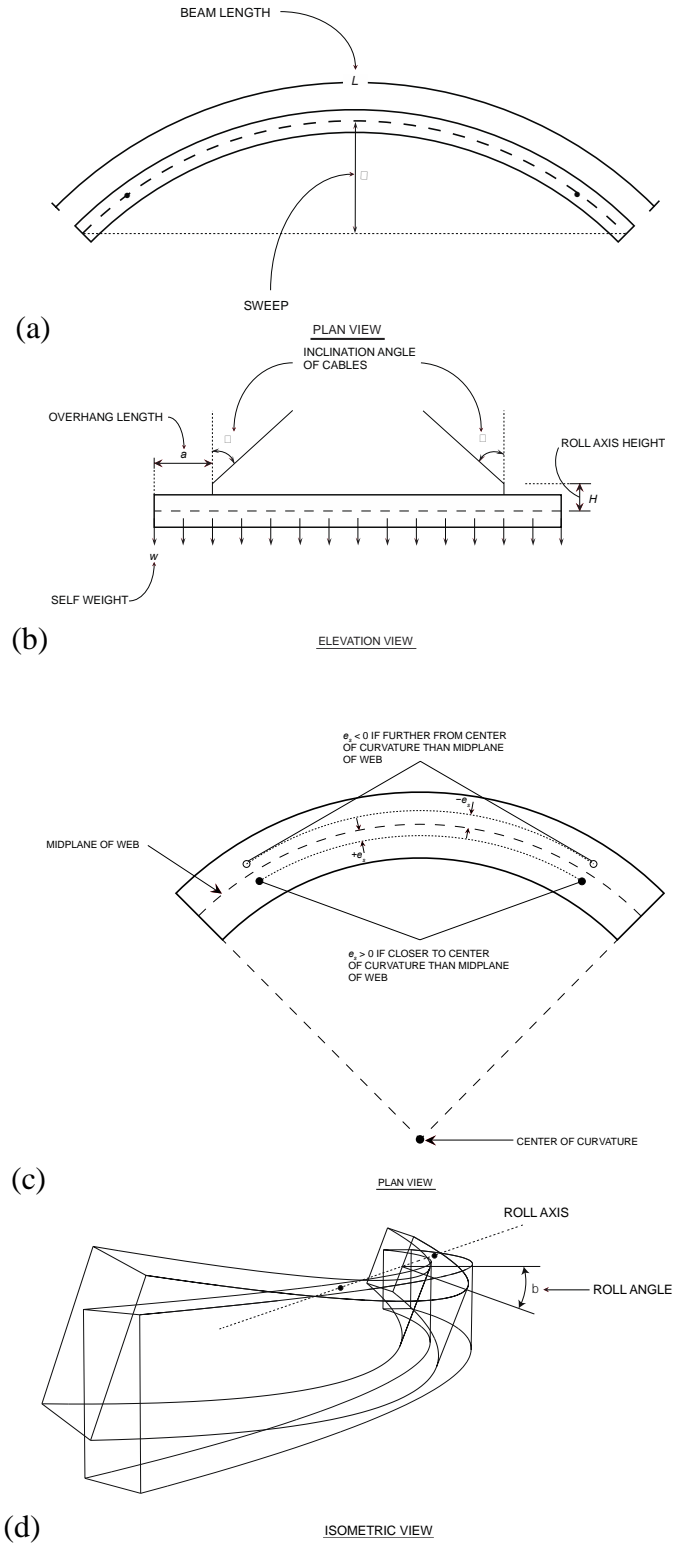 BEAM LENGTH
L
SWEEP
(a)
PLAN VIEW
INCLINATION ANGLE
OF CABLES
OVERHANG LENGTH
a
ROLL AXIS HEIGHT
H
w
SELF WEIGHT
(b)
ELEVATION VIEW
es < 0 IF FURTHER FROM CENTER
OF CURVATURE THAN MIDPLANE
OF WEB
−es
MIDPLANE OF WEB
+es
es > 0 IF CLOSER TO CENTER
OF CURVATURE THAN MIDPLANE
OF WEB
CENTER OF CURVATURE
(c)
PLAN VIEW
ROLL AXIS
b
ROLL ANGLE
(d)
ISOMETRIC VIEW